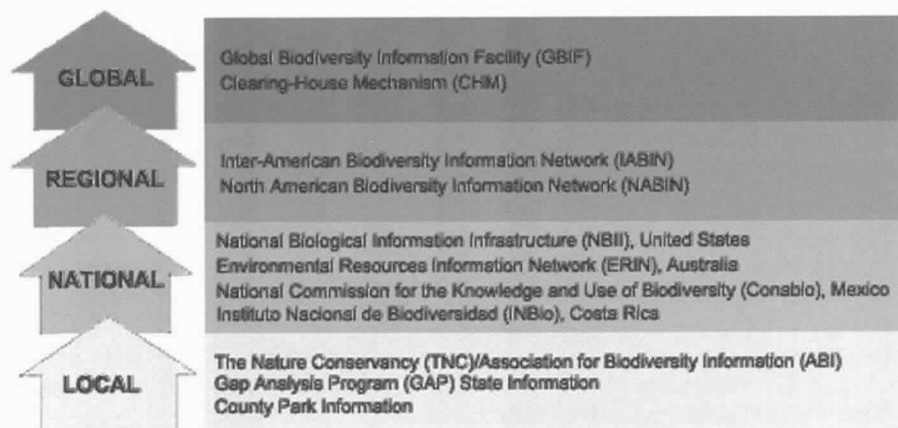 GLOBAL
Global Biodiversity Information Facility (GBIF)
Clearing-House Mechanism (CHM)
REGIONAL
Inter-American Biodiversity Information Network (IABIN)
North American Biodiversity Information Network (NABIN)
NATIONAL
National Biological Information Infrastructure (NBII), United States
Environmental Resources Information Network (ERIN), Australia
National Commission for the Knowledge and Use of Biodiversity (Conabio), Mexico
Instituto Nacional de Biodiversidad (INBio), Costa Rica
LOCAL
The Nature Conservancy (TNC)/Association for Biodiversity Information (ABI)
Gap Analysis Program (GAP) State Information
County Park Information